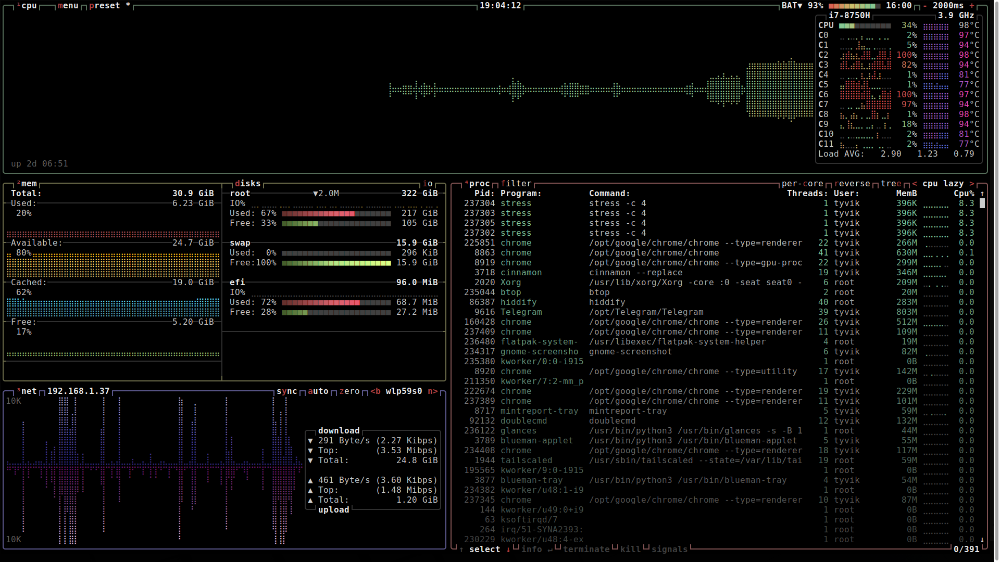 ¹cpu menu preset * 19:04:12 BAT▼ 93% 16:00 - 2000ms +
i7-8750H 3.9 GHz
CPU 34% 98°C
C0 2% 97°C
C1 5% 94°C
C2 100% 98°C
C3 82% 94°C
C4 1% 81°C
C5 1% 77°C
C6 100% 97°C
C7 97% 94°C
C8 1% 98°C
C9 18% 94°C
C10 2% 81°C
C11 2% 77°C
Load AVG: 2.90 1.23 0.79
up 2d 06:51
²mem
Total: 30.9 GiB
Used: 6.23 GiB
20%
Available: 24.7 GiB
80%
Cached: 19.0 GiB
62%
Free: 5.20 GiB
17%
disks io
root ▼2.0M 322 GiB
IO%
Used: 67% 217 GiB
Free: 33% 105 GiB
swap 15.9 GiB
Used: 0% 296 KiB
Free:100% 15.9 GiB
efi 96.0 MiB
IO%
Used: 72% 68.7 MiB
Free: 28% 27.2 MiB
³net 192.168.1.37 sync auto zero <b wlp59s0 n>
10K
download
▼ 291 Byte/s (2.27 Kibps)
▼ Top: (3.53 Mibps)
▼ Total: 24.8 GiB
▲ 461 Byte/s (3.60 Kibps)
▲ Top: (1.48 Mibps)
▲ Total: 1.20 GiB
upload
10K
⁴proc filter per-core reverse tree < cpu lazy >
Pid: Program: Command: Threads: User: MemB Cpu% ↑
237304 stress stress -c 4 1 tyvik 396K 8.3
237303 stress stress -c 4 1 tyvik 396K 8.3
237305 stress stress -c 4 1 tyvik 396K 8.3
237302 stress stress -c 4 1 tyvik 396K 8.3
225851 chrome /opt/google/chrome/chrome --type=renderer 22 tyvik 266M 0.0
8863 chrome /opt/google/chrome/chrome 41 tyvik 630M 0.1
8919 chrome /opt/google/chrome/chrome --type=gpu-proc 22 tyvik 299M 0.0
3718 cinnamon cinnamon --replace 19 tyvik 346M 0.0
2020 Xorg /usr/lib/xorg/Xorg -core :0 -seat seat0 - 6 root 209M 0.0
235044 btop btop 2 root 20M 0.0
86387 hiddify hiddify 40 root 283M 0.0
9616 Telegram /opt/Telegram/Telegram 39 tyvik 803M 0.0
160428 chrome /opt/google/chrome/chrome --type=renderer 26 tyvik 512M 0.0
237409 chrome /opt/google/chrome/chrome --type=renderer 11 tyvik 109M 0.0
236480 flatpak-system- /usr/libexec/flatpak-system-helper 4 root 19M 0.0
234317 gnome-screensho gnome-screenshot 6 tyvik 82M 0.0
235380 kworker/0:0-i915 1 root 0B 0.0
8920 chrome /opt/google/chrome/chrome --type=utility 17 tyvik 142M 0.0
211350 kworker/7:2-mm_p 1 root 0B 0.0
222674 chrome /opt/google/chrome/chrome --type=renderer 19 tyvik 229M 0.0
237389 chrome /opt/google/chrome/chrome --type=renderer 11 tyvik 101M 0.0
8717 mintreport-tray mintreport-tray 5 tyvik 59M 0.0
92132 doublecmd doublecmd 12 tyvik 132M 0.0
236122 glances /usr/bin/python3 /usr/bin/glances -s -B 1 1 root 44M 0.0
3789 blueman-applet /usr/bin/python3 /usr/bin/blueman-applet 5 tyvik 55M 0.0
234408 chrome /opt/google/chrome/chrome --type=renderer 18 tyvik 117M 0.0
1944 tailscaled /usr/sbin/tailscaled --state=/var/lib/tai 19 root 59M 0.0
195565 kworker/9:0-i915 1 root 0B 0.0
3877 blueman-tray /usr/bin/python3 /usr/bin/blueman-tray 4 tyvik 54M 0.0
234382 kworker/u48:1-i9 1 root 0B 0.0
237345 chrome /opt/google/chrome/chrome --type=renderer 10 tyvik 87M 0.0
144 kworker/u49:0+i9 1 root 0B 0.0
63 ksoftirqd/7 1 root 0B 0.0
264 irq/51-SYNA2393: 1 root 0B 0.0
230229 kworker/u48:4-ex 1 root 0B 0.0 ↓
↑ select ↓ info ↵ terminate kill signals 0/391